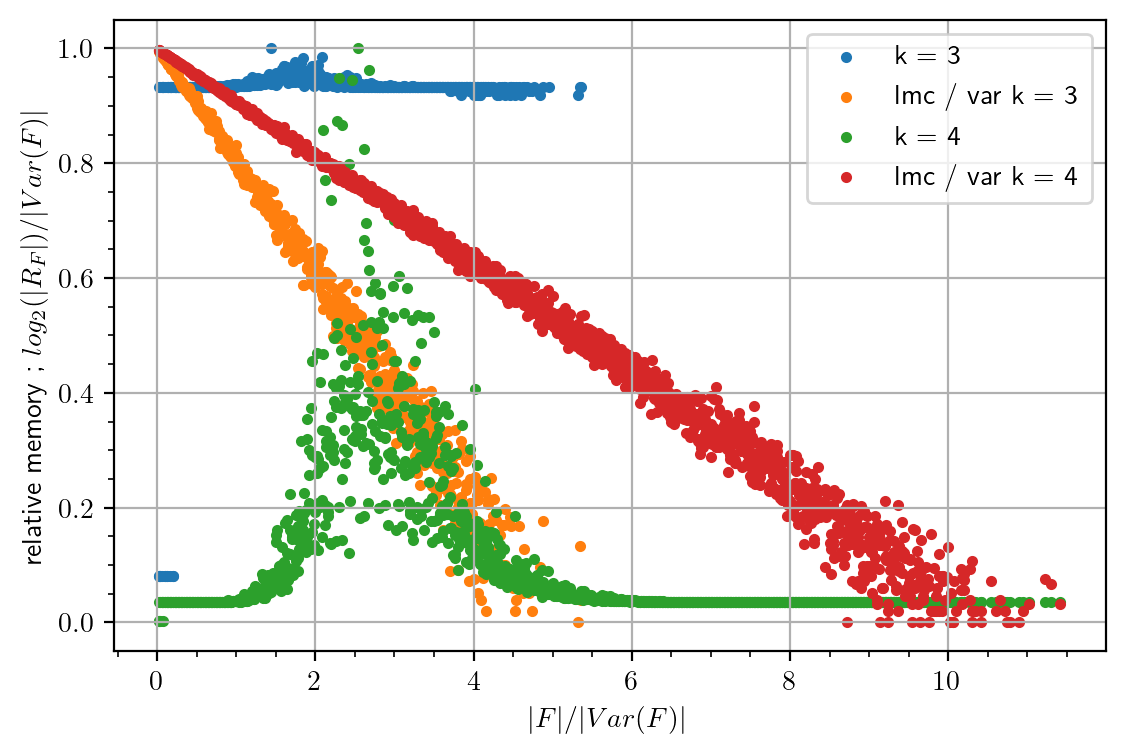 k = 3
lmc / var k = 3
k = 4
lmc / var k = 4
relative memory ; log₂(|R_F|)/|Var(F)|
1.0
0.8
0.6
0.4
0.2
0.0
0 2 4 6 8 10
|F|/|Var(F)|